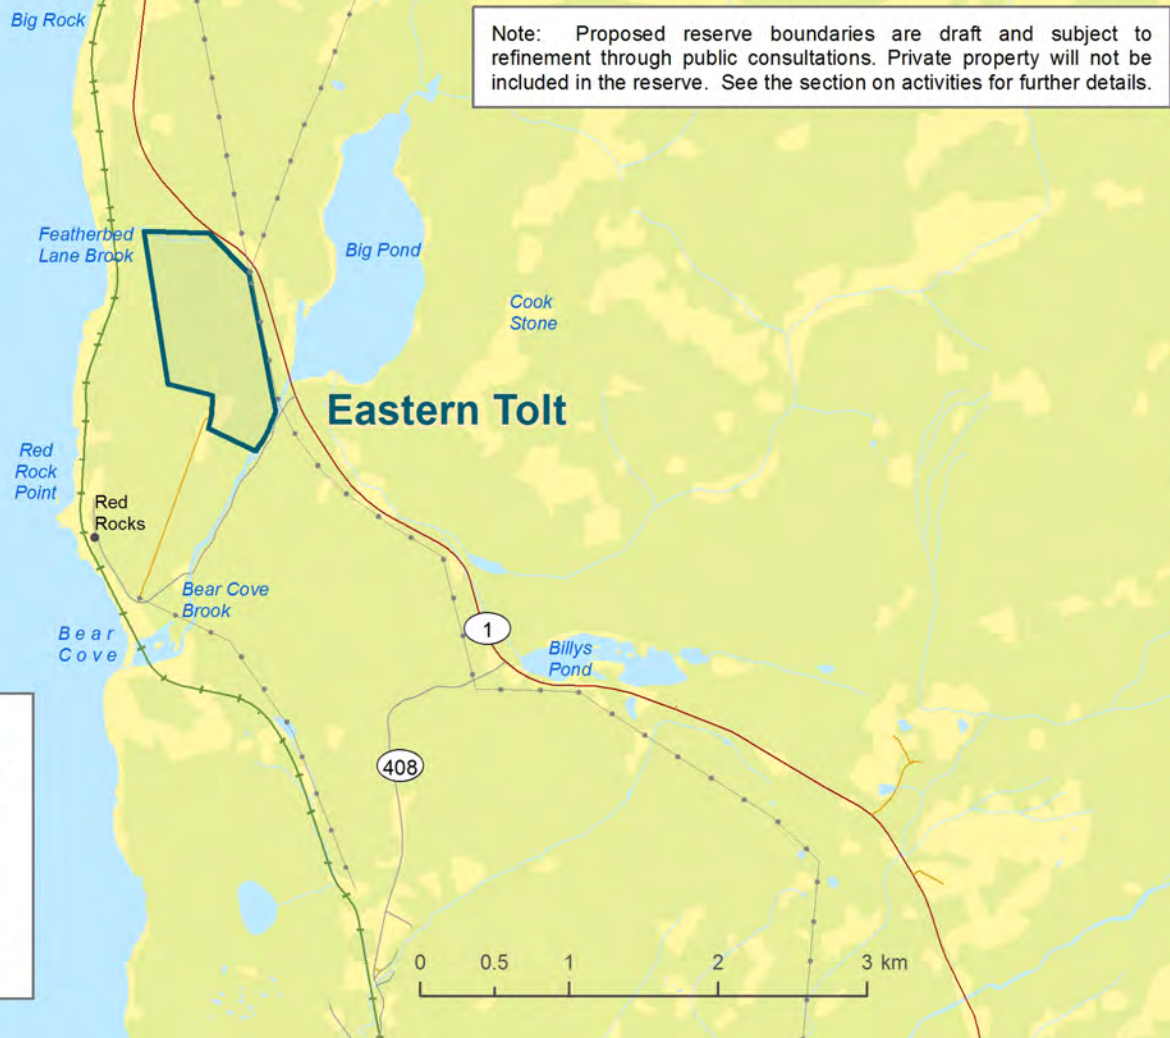 Big Rock
Note: Proposed reserve boundaries are draft and subject to
refinement through public consultations. Private property will not be
included in the reserve. See the section on activities for further details.
Featherbed
Lane Brook
Big Pond
Cook
Stone
Eastern Tolt
Red
Rock
Point
Red
Rocks
Bear Cove
Brook
Bear
Cove
1
Billys
Pond
408
0 0.5 1 2 3 km